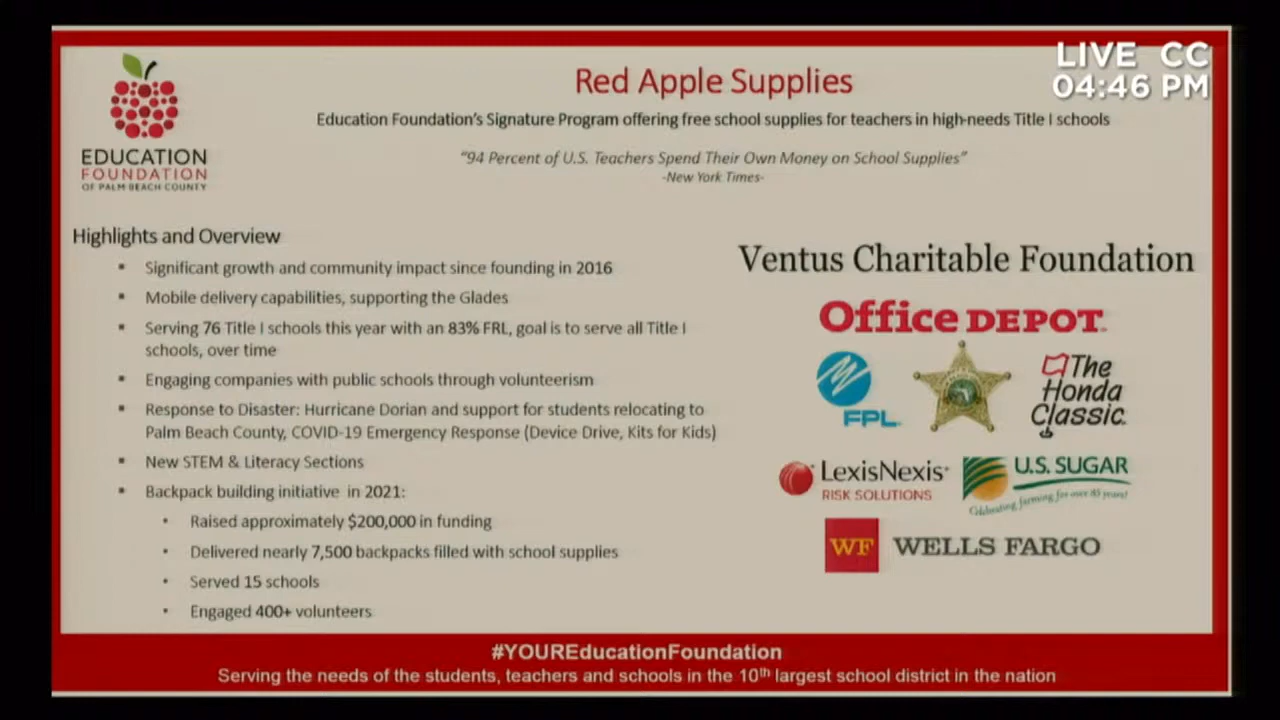 LIVE CC
04:46 PM
Red Apple Supplies
Education Foundation's Signature Program offering free school supplies for teachers in high-needs Title I schools
"94 Percent of U.S. Teachers Spend Their Own Money on School Supplies"
-New York Times-
EDUCATION
FOUNDATION
OF PALM BEACH COUNTY
Highlights and Overview
▪ Significant growth and community impact since founding in 2016
▪ Mobile delivery capabilities, supporting the Glades
▪ Serving 76 Title I schools this year with an 83% FRL, goal is to serve all Title I
schools, over time
▪ Engaging companies with public schools through volunteerism
▪ Response to Disaster: Hurricane Dorian and support for students relocating to
Palm Beach County, COVID-19 Emergency Response (Device Drive, Kits for Kids)
▪ New STEM & Literacy Sections
▪ Backpack building initiative in 2021:
• Raised approximately $200,000 in funding
• Delivered nearly 7,500 backpacks filled with school supplies
• Served 15 schools
• Engaged 400+ volunteers
Ventus Charitable Foundation
Office DEPOT.
FPL.
The
Honda
Classic
LexisNexis
RISK SOLUTIONS
U.S. SUGAR
Celebrating farming for over 85 years!
WF WELLS FARGO
#YOUREducationFoundation
Serving the needs of the students, teachers and schools in the 10th largest school district in the nation